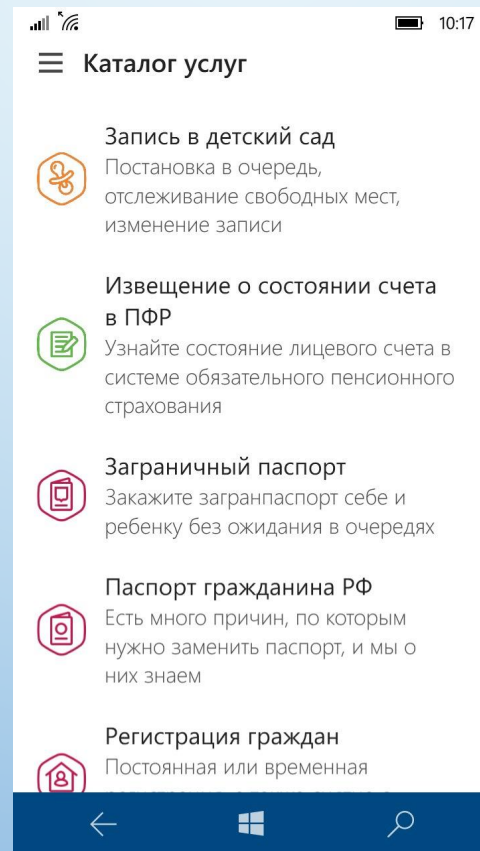 10:17
Каталог услуг
Запись в детский сад
Постановка в очередь,
отслеживание свободных мест,
изменение записи
Извещение о состоянии счета
в ПФР
Узнайте состояние лицевого счета в
системе обязательного пенсионного
страхования
Заграничный паспорт
Закажите загранпаспорт себе и
ребенку без ожидания в очередях
Паспорт гражданина РФ
Есть много причин, по которым
нужно заменить паспорт, и мы о
них знаем
Регистрация граждан
Постоянная или временная